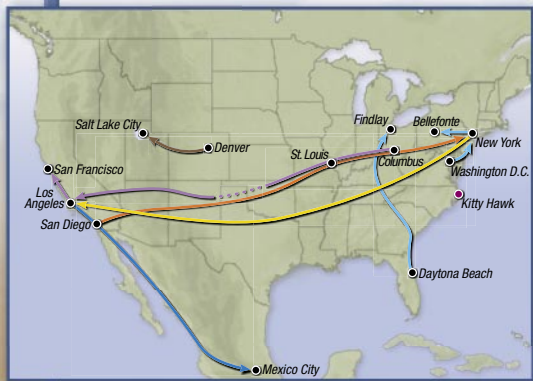 Salt Lake City
Denver
San Francisco
Los
Angeles
San Diego
St. Louis
Findlay
Bellefonte
Columbus
New York
Washington D.C.
Kitty Hawk
Daytona Beach
Mexico City